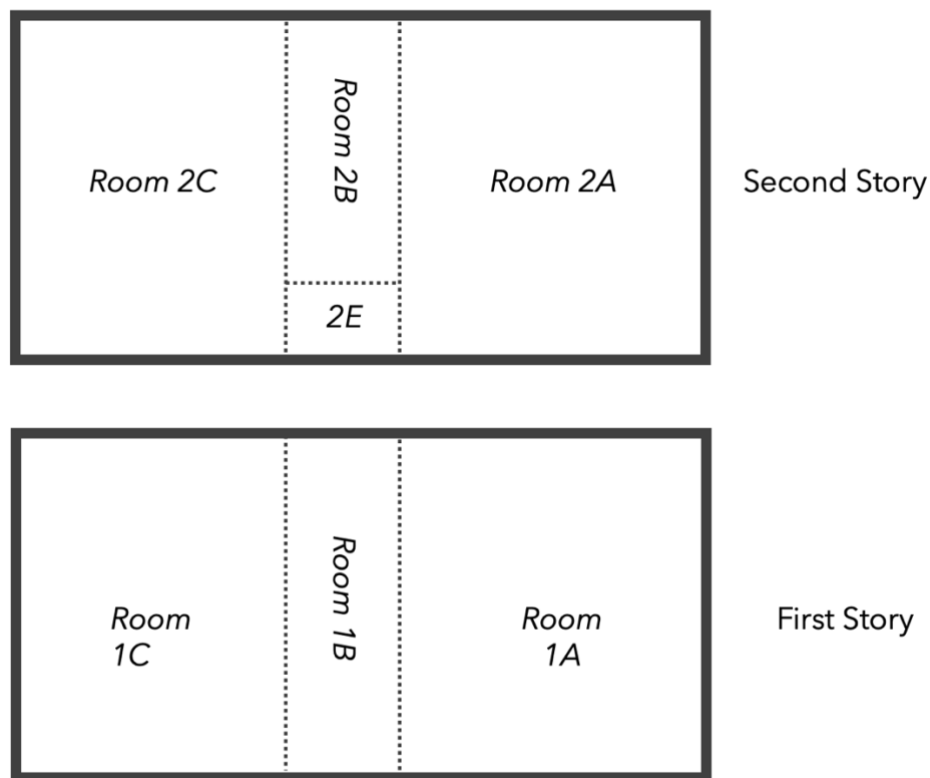 Room 2C
Room 2B
Room 2A
Second Story
2E
Room
1C
Room 1B
Room
1A
First Story